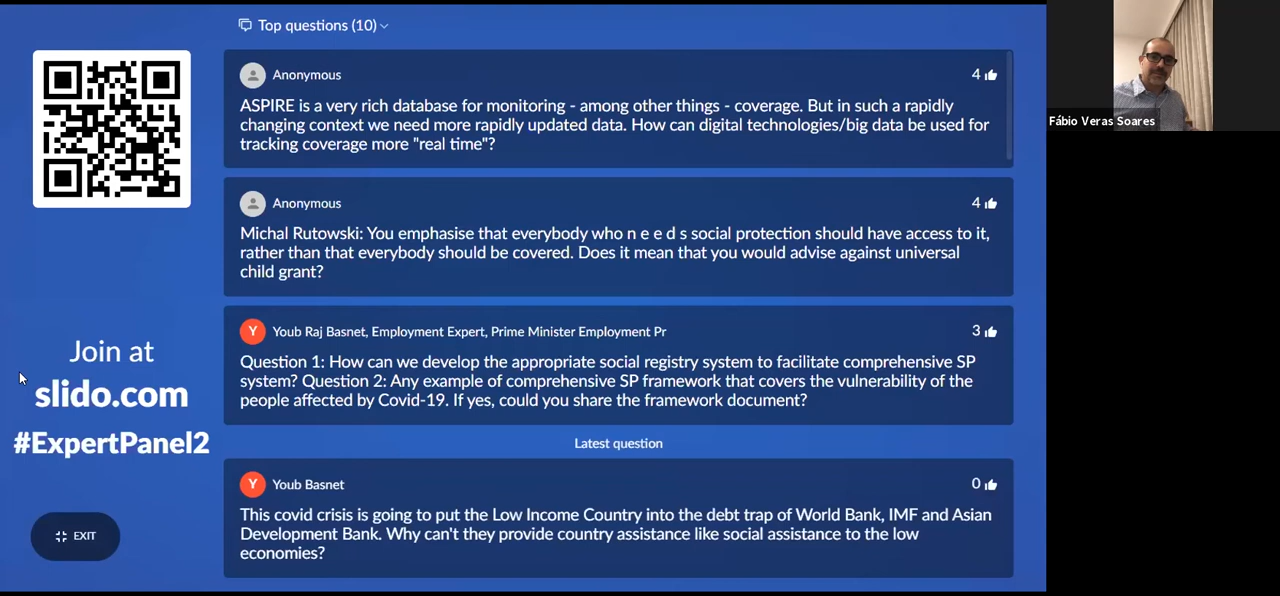 Top questions (10)
Anonymous
4
ASPIRE is a very rich database for monitoring - among other things - coverage. But in such a rapidly
changing context we need more rapidly updated data. How can digital technologies/big data be used for
tracking coverage more "real time"?
Anonymous
4
Michal Rutowski: You emphasise that everybody who n e e d s social protection should have access to it,
rather than that everybody should be covered. Does it mean that you would advise against universal
child grant?
Y
Youb Raj Basnet, Employment Expert, Prime Minister Employment Pr
3
Question 1: How can we develop the appropriate social registry system to facilitate comprehensive SP
system? Question 2: Any example of comprehensive SP framework that covers the vulnerability of the
people affected by Covid-19. If yes, could you share the framework document?
Latest question
Y
Youb Basnet
0
This covid crisis is going to put the Low Income Country into the debt trap of World Bank, IMF and Asian
Development Bank. Why can't they provide country assistance like social assistance to the low
economies?
Join at
slido.com
#ExpertPanel2
EXIT
Fábio Veras Soares